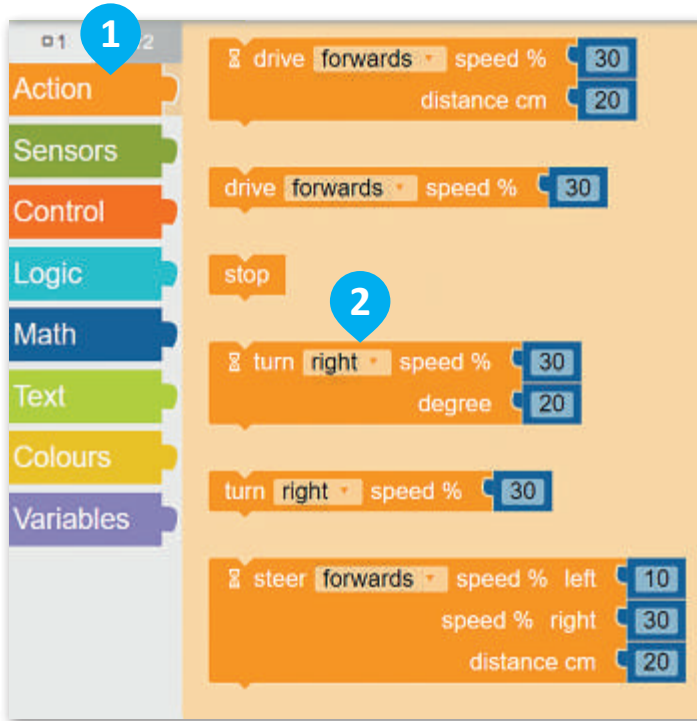 1
1 2
Action
Sensors
Control
Logic
Math
Text
Colours
Variables
drive forwards speed % 30
distance cm 20
drive forwards speed % 30
stop
2
turn right speed % 30
degree 20
turn right speed % 30
steer forwards speed % left 10
speed % right 30
distance cm 20